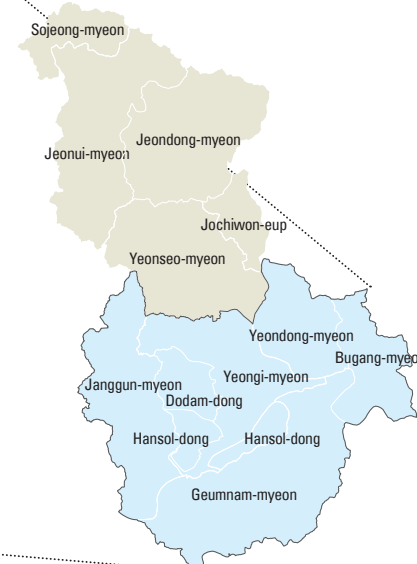 Sojeong-myeon
Jeondong-myeon
Jeonui-myeon
Jochiwon-eup
Yeonseo-myeon
Yeondong-myeon
Bugang-myeo
Yeongi-myeon
Janggun-myeon
Dodam-dong
Hansol-dong
Hansol-dong
Geumnam-myeon